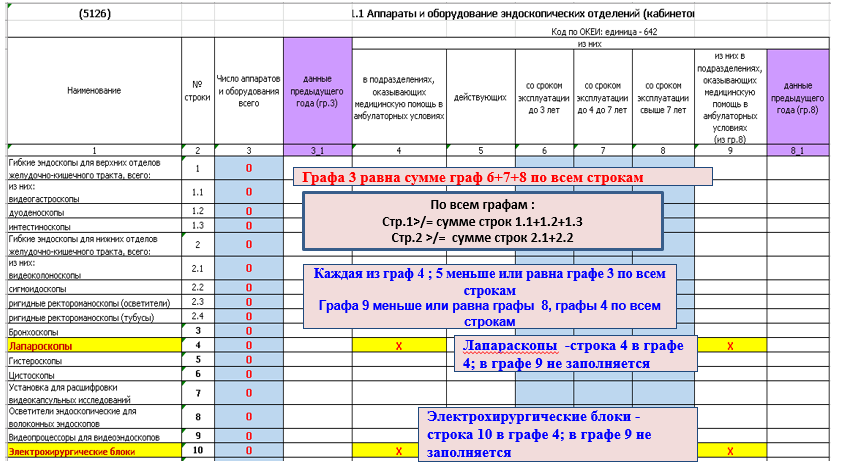 (5126)
1.1 Аппараты и оборудование эндоскопических отделений (кабинетов
Код по ОКЕИ: единица - 642
из них
Наименование
№ строки
Число аппаратов и оборудования всего
данные предыдущего года (гр.3)
в подразделениях, оказывающих медицинскую помощь в амбулаторных условиях
действующих
со сроком эксплуатации до 3 лет
со сроком эксплуатации до 4 до 7 лет
со сроком эксплуатации свыше 7 лет
из них в подразделениях, оказывающих медицинскую помощь в амбулаторных условиях (из гр.8)
данные предыдущего года (гр.8)
1 2 3 3_1 4 5 6 7 8 9 8_1
Гибкие эндоскопы для верхних отделов желудочно-кишечного тракта, всего: 1 0
из них:
видеогастроскопы 1.1 0
дуоденоскопы 1.2 0
интестиноскопы 1.3 0
Гибкие эндоскопы для нижних отделов желудочно-кишечного тракта, всего: 2 0
из них:
видеоколоноскопы 2.1 0
сигмоидоскопы 2.2 0
ригидные ректороманоскопы (осветители) 2.3 0
ригидные ректороманоскопы (тубусы) 2.4 0
Бронхоскопы 3 0
Лапароскопы 4 0 X X
Гистероскопы 5 0
Цистоскопы 6 0
Установка для расшифровки видеокапсульных исследований 7 0
Осветители эндоскопические для волоконных эндоскопов 8 0
Видеопроцессоры для видеоэндоскопов 9 0
Электрохирургические блоки 10 0 X X
Графа 3 равна сумме граф 6+7+8 по всем строкам
По всем графам :
Стр.1>/= сумме строк 1.1+1.2+1.3
Стр.2 >/= сумме строк 2.1+2.2
Каждая из граф 4 ; 5 меньше или равна графе 3 по всем
строкам
Графа 9 меньше или равна графы 8, графы 4 по всем
строкам
Лапараскопы -строка 4 в графе
4; в графе 9 не заполняется
Электрохирургические блоки -
строка 10 в графе 4; в графе 9 не
заполняется